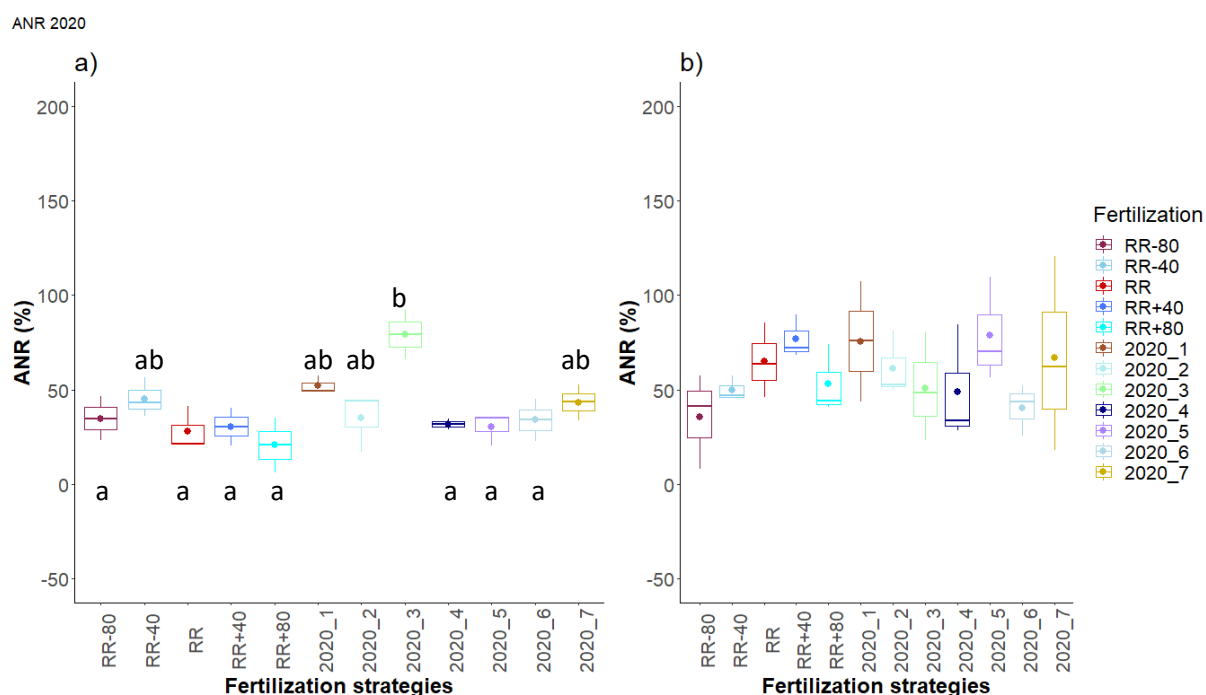 ANR 2020
a)
200
150
100
50
0
-50
ANR (%)
b
ab ab ab ab
a a a a a a a
RR-80 RR-40 RR RR+40 RR+80 2020_1 2020_2 2020_3 2020_4 2020_5 2020_6 2020_7
Fertilization strategies
b)
200
150
100
50
0
-50
ANR (%)
RR-80 RR-40 RR RR+40 RR+80 2020_1 2020_2 2020_3 2020_4 2020_5 2020_6 2020_7
Fertilization strategies
Fertilization
RR-80
RR-40
RR
RR+40
RR+80
2020_1
2020_2
2020_3
2020_4
2020_5
2020_6
2020_7